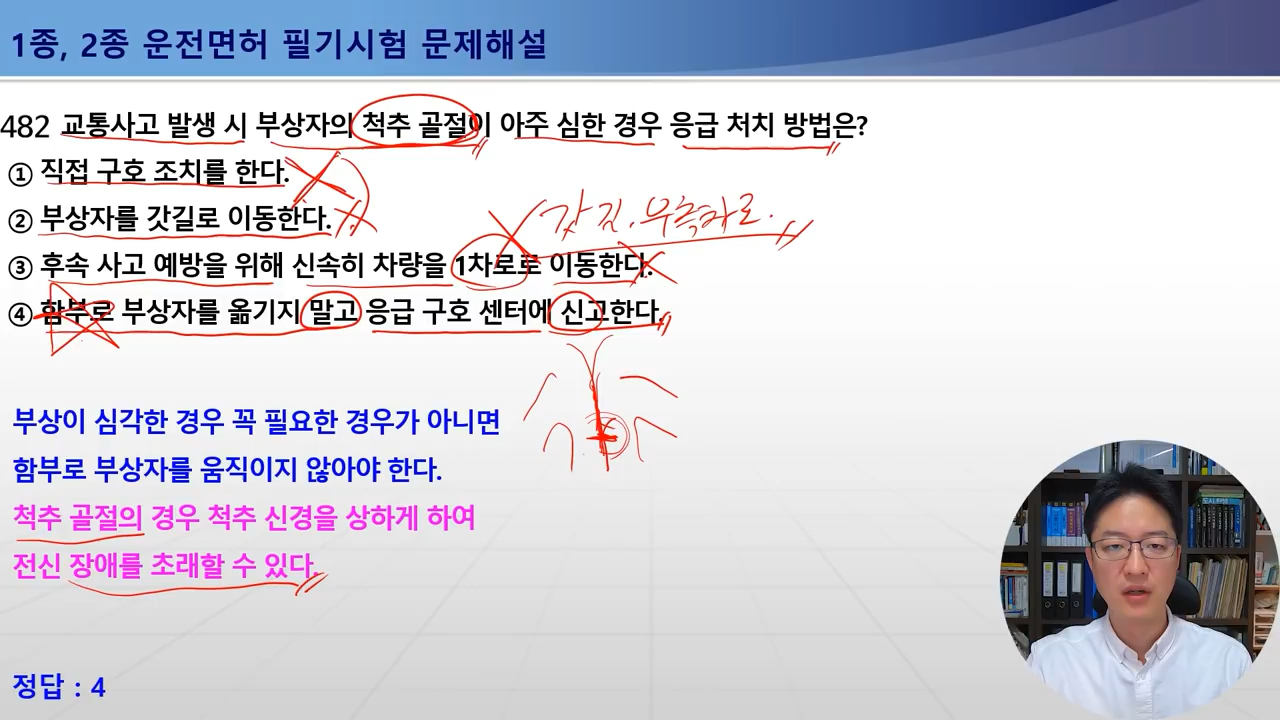 1종, 2종 운전면허 필기시험 문제해설
482 교통사고 발생 시 부상자의 척추 골절이 아주 심한 경우 응급 처치 방법은?
① 직접 구호 조치를 한다.
② 부상자를 갓길로 이동한다.
갓길. 우측차로.
③ 후속 사고 예방을 위해 신속히 차량을 1차로로 이동한다.
④ 함부로 부상자를 옮기지 말고 응급 구호 센터에 신고한다.
부상이 심각한 경우 꼭 필요한 경우가 아니면
함부로 부상자를 움직이지 않아야 한다.
척추 골절의 경우 척추 신경을 상하게 하여
전신 장애를 초래할 수 있다.
정답 : 4